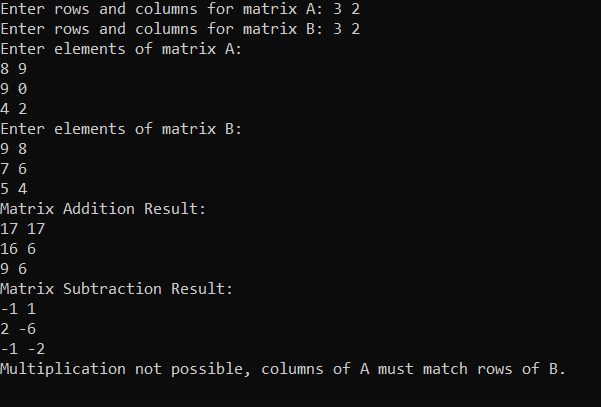 Enter rows and columns for matrix A: 3 2
Enter rows and columns for matrix B: 3 2
Enter elements of matrix A:
8 9
9 0
4 2
Enter elements of matrix B:
9 8
7 6
5 4
Matrix Addition Result:
17 17
16 6
9 6
Matrix Subtraction Result:
-1 1
2 -6
-1 -2
Multiplication not possible, columns of A must match rows of B.